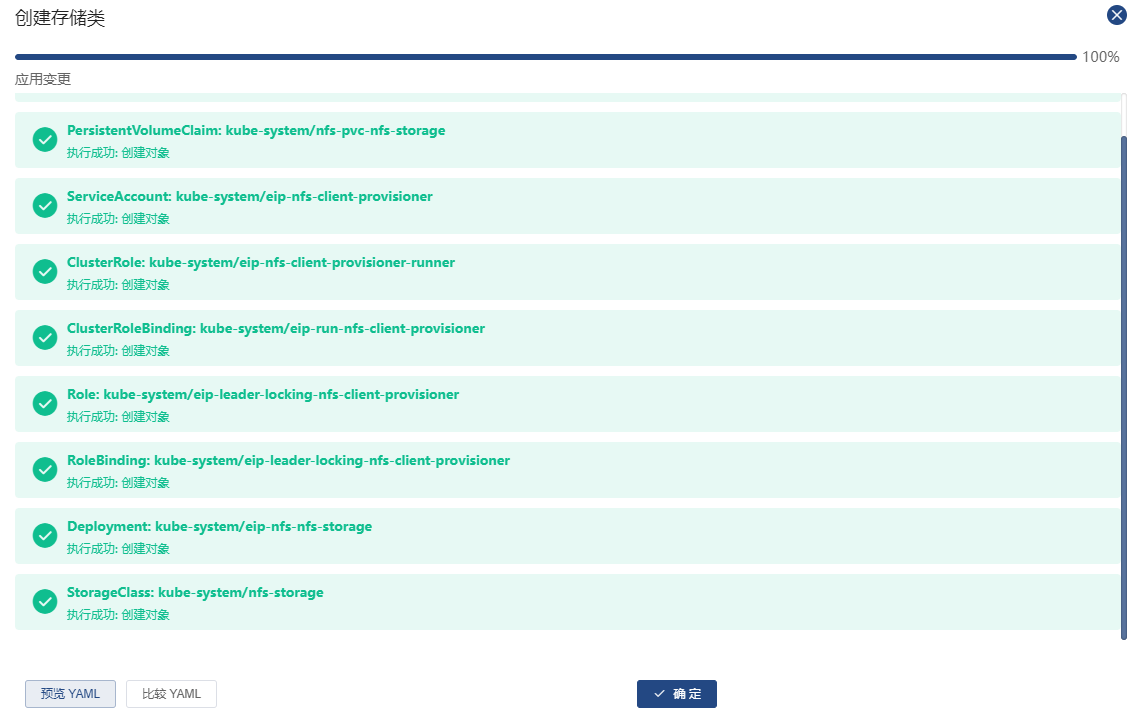 创建存储类
100%
应用变更
PersistentVolumeClaim: kube-system/nfs-pvc-nfs-storage
执行成功: 创建对象
ServiceAccount: kube-system/eip-nfs-client-provisioner
执行成功: 创建对象
ClusterRole: kube-system/eip-nfs-client-provisioner-runner
执行成功: 创建对象
ClusterRoleBinding: kube-system/eip-run-nfs-client-provisioner
执行成功: 创建对象
Role: kube-system/eip-leader-locking-nfs-client-provisioner
执行成功: 创建对象
RoleBinding: kube-system/eip-leader-locking-nfs-client-provisioner
执行成功: 创建对象
Deployment: kube-system/eip-nfs-nfs-storage
执行成功: 创建对象
StorageClass: kube-system/nfs-storage
执行成功: 创建对象
预览 YAML 比较 YAML 确定